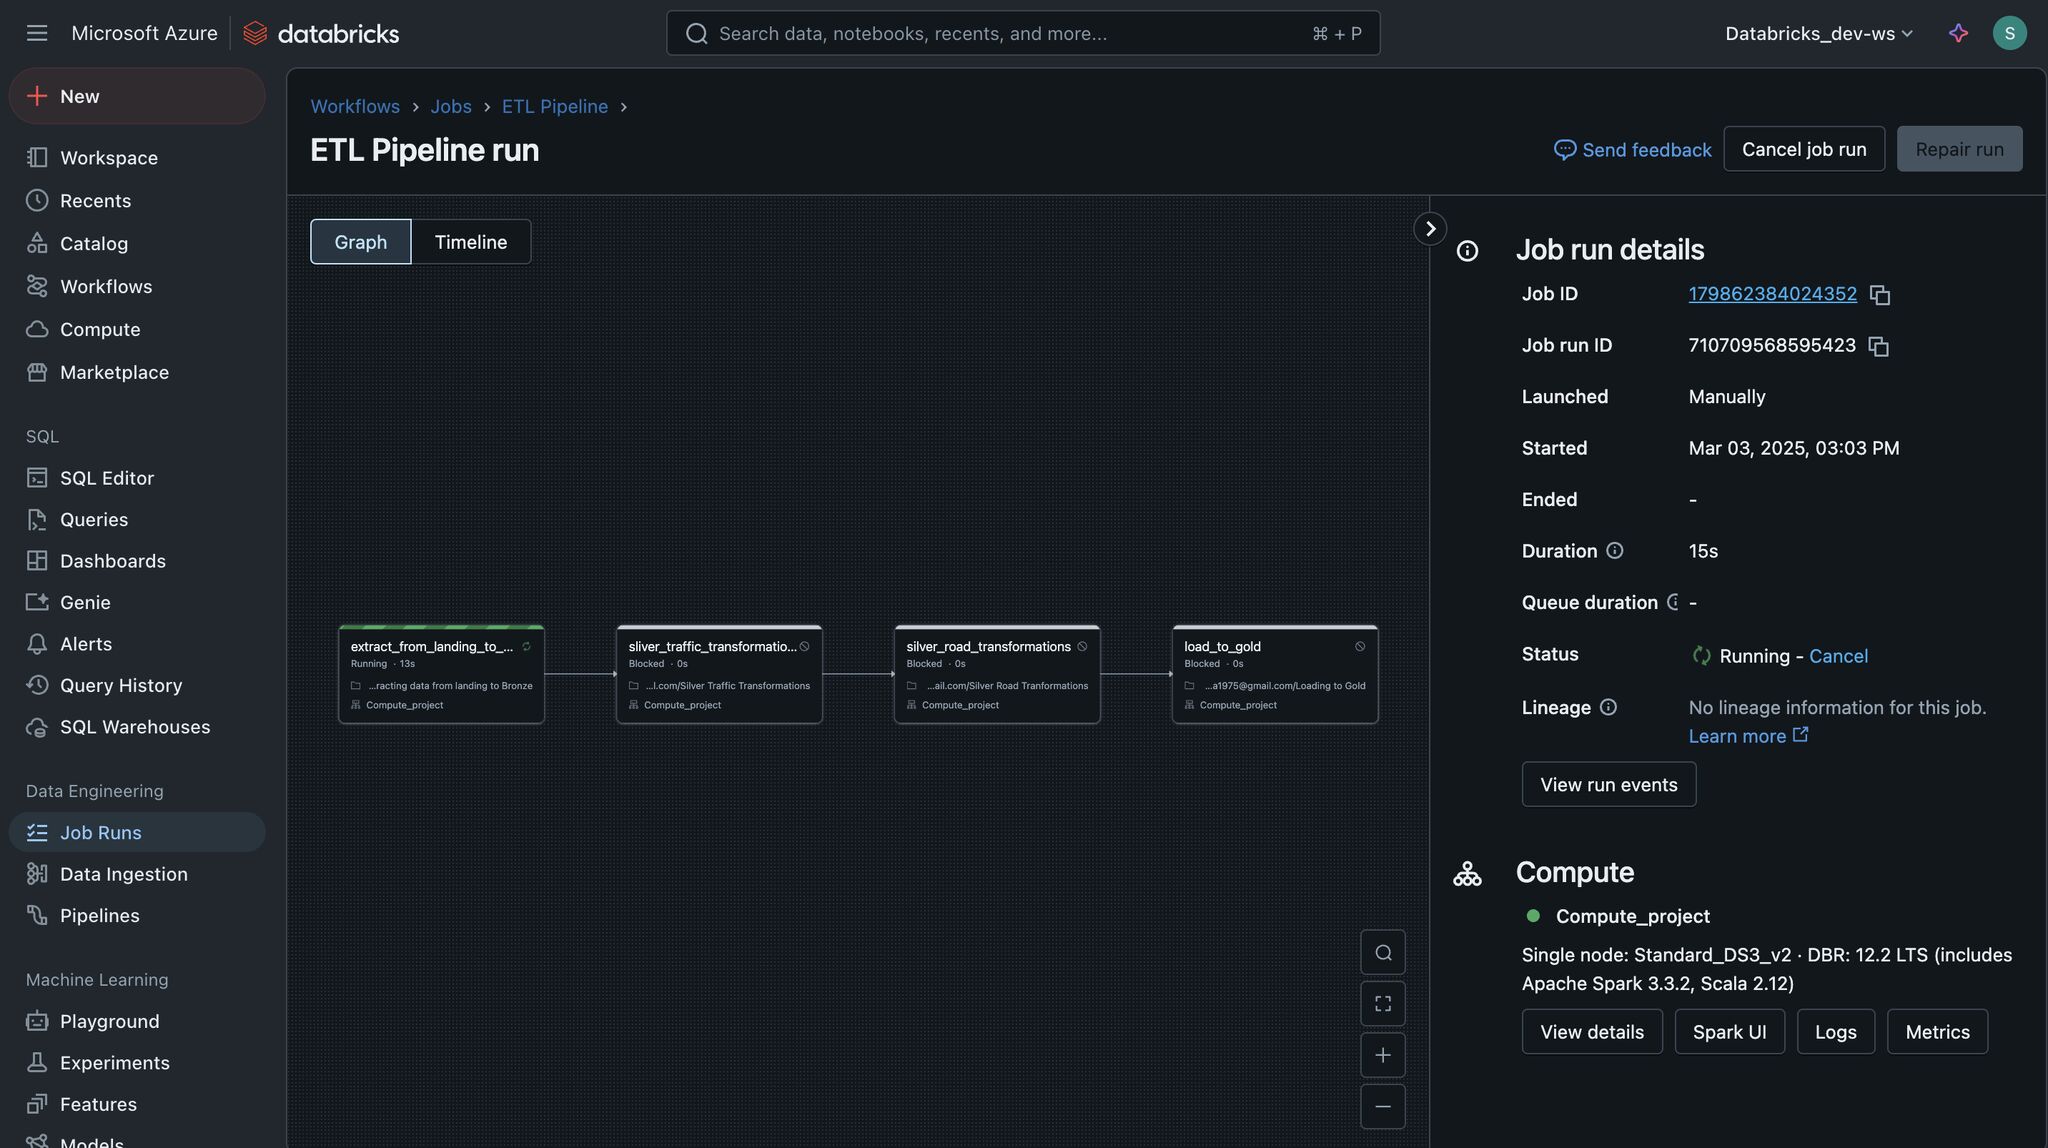 Microsoft Azure
databricks
Search data, notebooks, recents, and more...
⌘ + P
Databricks_dev-ws
S
New
Workspace
Recents
Catalog
Workflows
Compute
Marketplace
SQL
SQL Editor
Queries
Dashboards
Genie
Alerts
Query History
SQL Warehouses
Data Engineering
Job Runs
Data Ingestion
Pipelines
Machine Learning
Playground
Experiments
Features
Models
Workflows › Jobs › ETL Pipeline ›
ETL Pipeline run
Send feedback
Cancel job run
Repair run
Graph
Timeline
extract_from_landing_to_...
Running · 13s
...racting data from landing to Bronze
Compute_project
sliver_traffic_transformatio...
Blocked · 0s
...l.com/Silver Traffic Transformations
Compute_project
silver_road_transformations
Blocked · 0s
...ail.com/Silver Road Tranformations
Compute_project
load_to_gold
Blocked · 0s
...a1975@gmail.com/Loading to Gold
Compute_project
Job run details
Job ID 179862384024352
Job run ID 710709568595423
Launched Manually
Started Mar 03, 2025, 03:03 PM
Ended -
Duration 15s
Queue duration -
Status Running - Cancel
Lineage No lineage information for this job.
Learn more
View run events
Compute
Compute_project
Single node: Standard_DS3_v2 · DBR: 12.2 LTS (includes
Apache Spark 3.3.2, Scala 2.12)
View details
Spark UI
Logs
Metrics